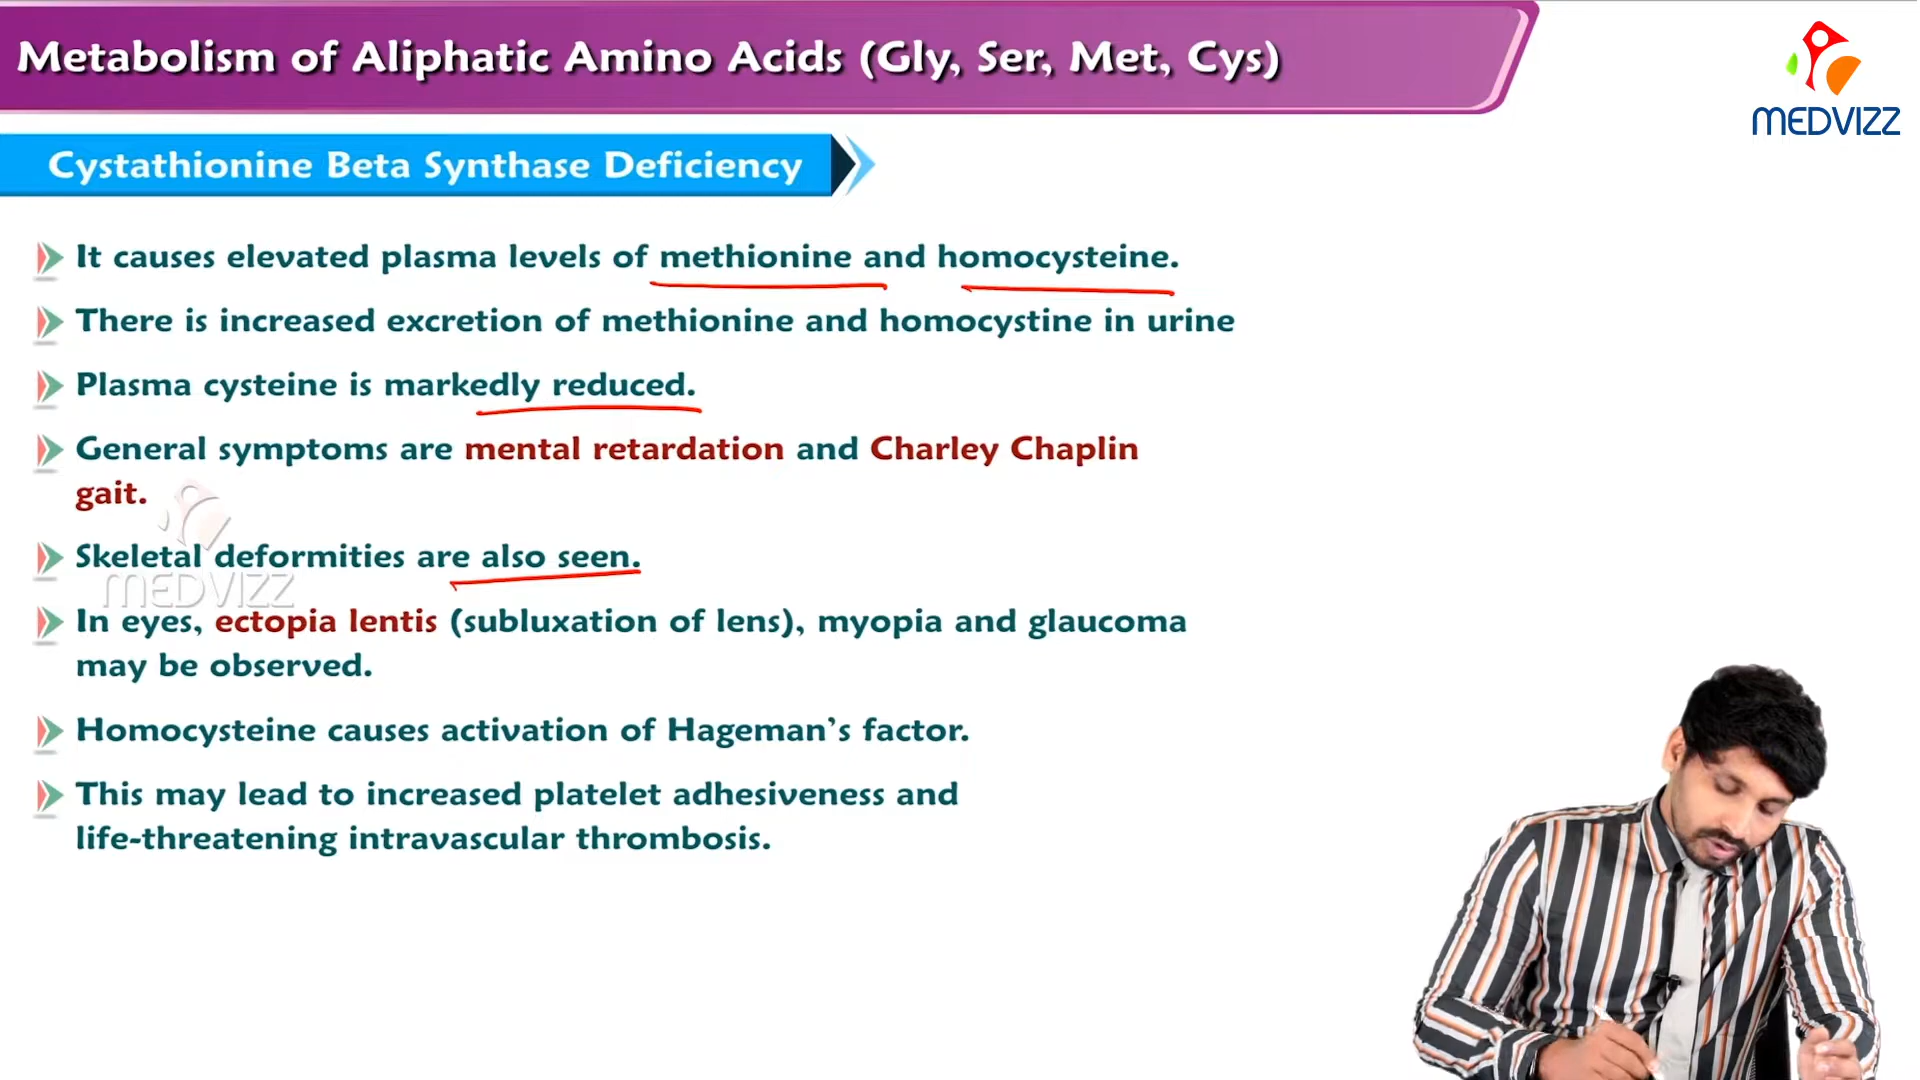 Metabolism of Aliphatic Amino Acids (Gly, Ser, Met, Cys)
MEDVIZZ
Cystathionine Beta Synthase Deficiency
It causes elevated plasma levels of methionine and homocysteine.
There is increased excretion of methionine and homocystine in urine
Plasma cysteine is markedly reduced.
General symptoms are mental retardation and Charley Chaplin
gait.
Skeletal deformities are also seen.
MEDVIZZ
In eyes, ectopia lentis (subluxation of lens), myopia and glaucoma
may be observed.
Homocysteine causes activation of Hageman's factor.
This may lead to increased platelet adhesiveness and
life-threatening intravascular thrombosis.